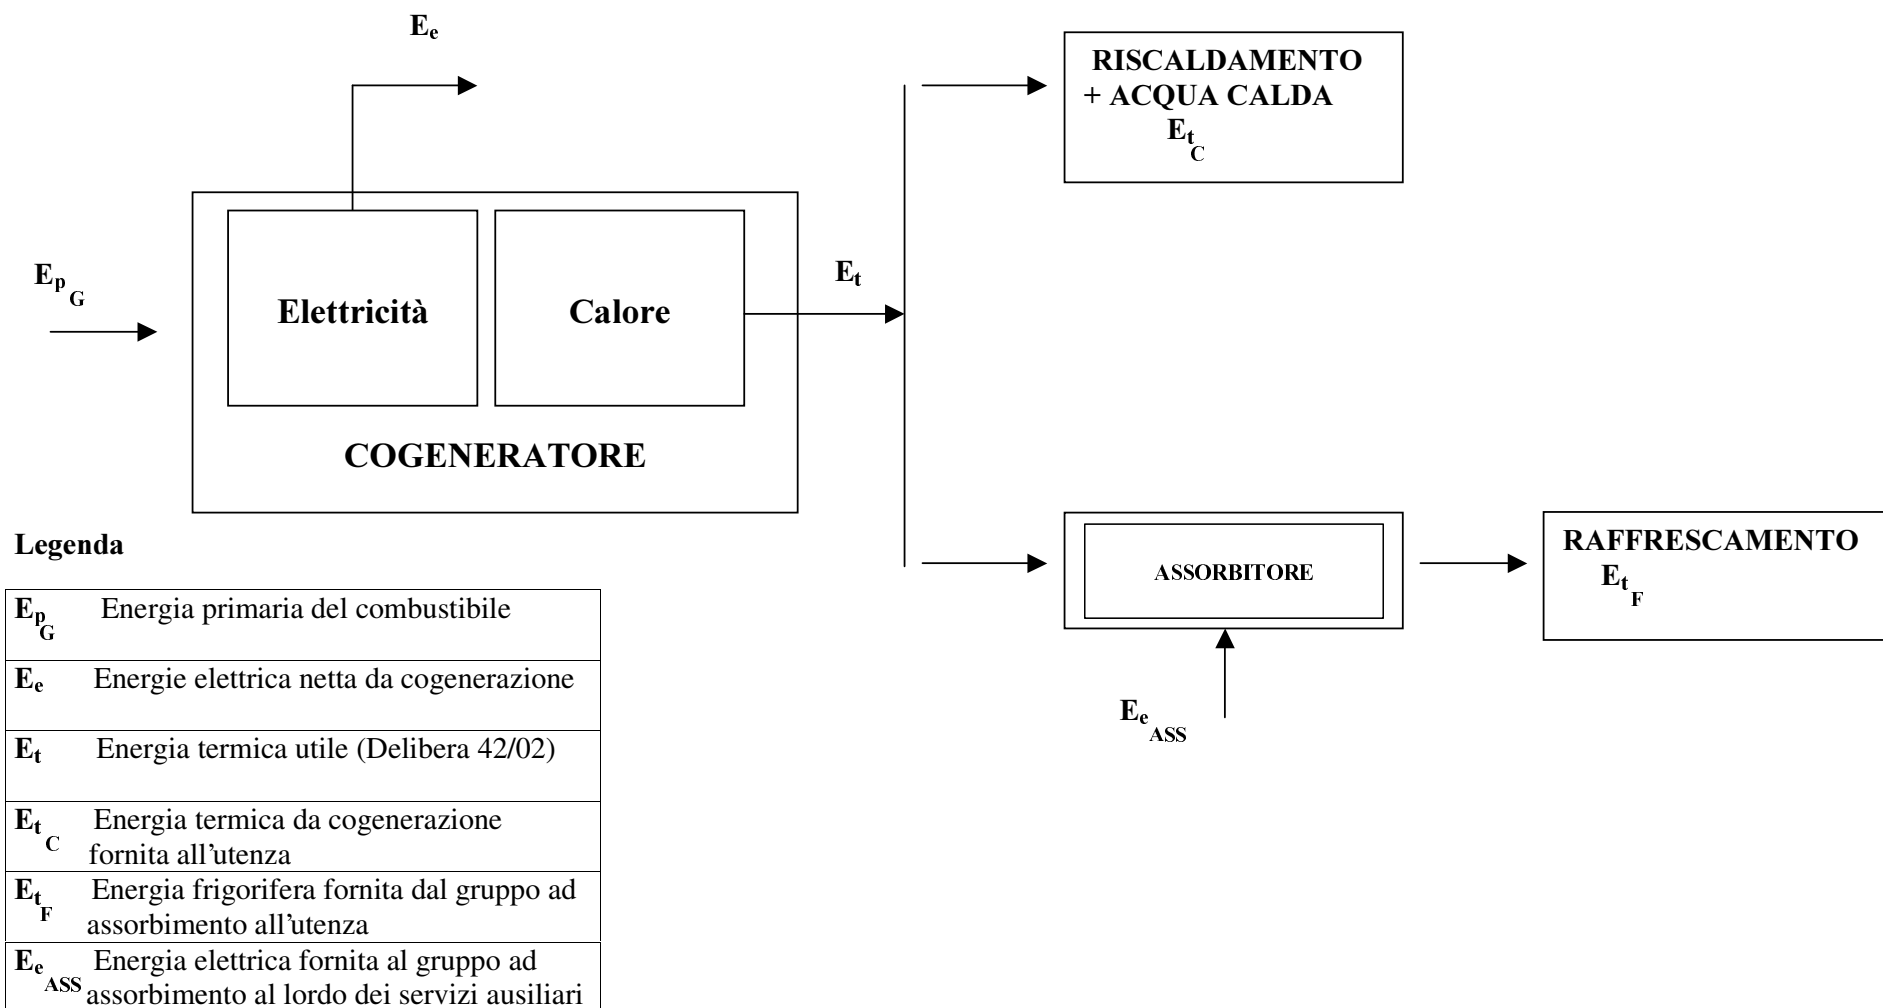 Ee
RISCALDAMENTO
+ ACQUA CALDA
EtC
EpG
Elettricità
Calore
Et
COGENERATORE
ASSORBITORE
RAFFRESCAMENTO
EtF
EeASS
Legenda
EpG Energia primaria del combustibile
Ee Energie elettrica netta da cogenerazione
Et Energia termica utile (Delibera 42/02)
EtC Energia termica da cogenerazione
fornita all'utenza
EtF Energia frigorifera fornita dal gruppo ad
assorbimento all'utenza
EeASS Energia elettrica fornita al gruppo ad
assorbimento al lordo dei servizi ausiliari